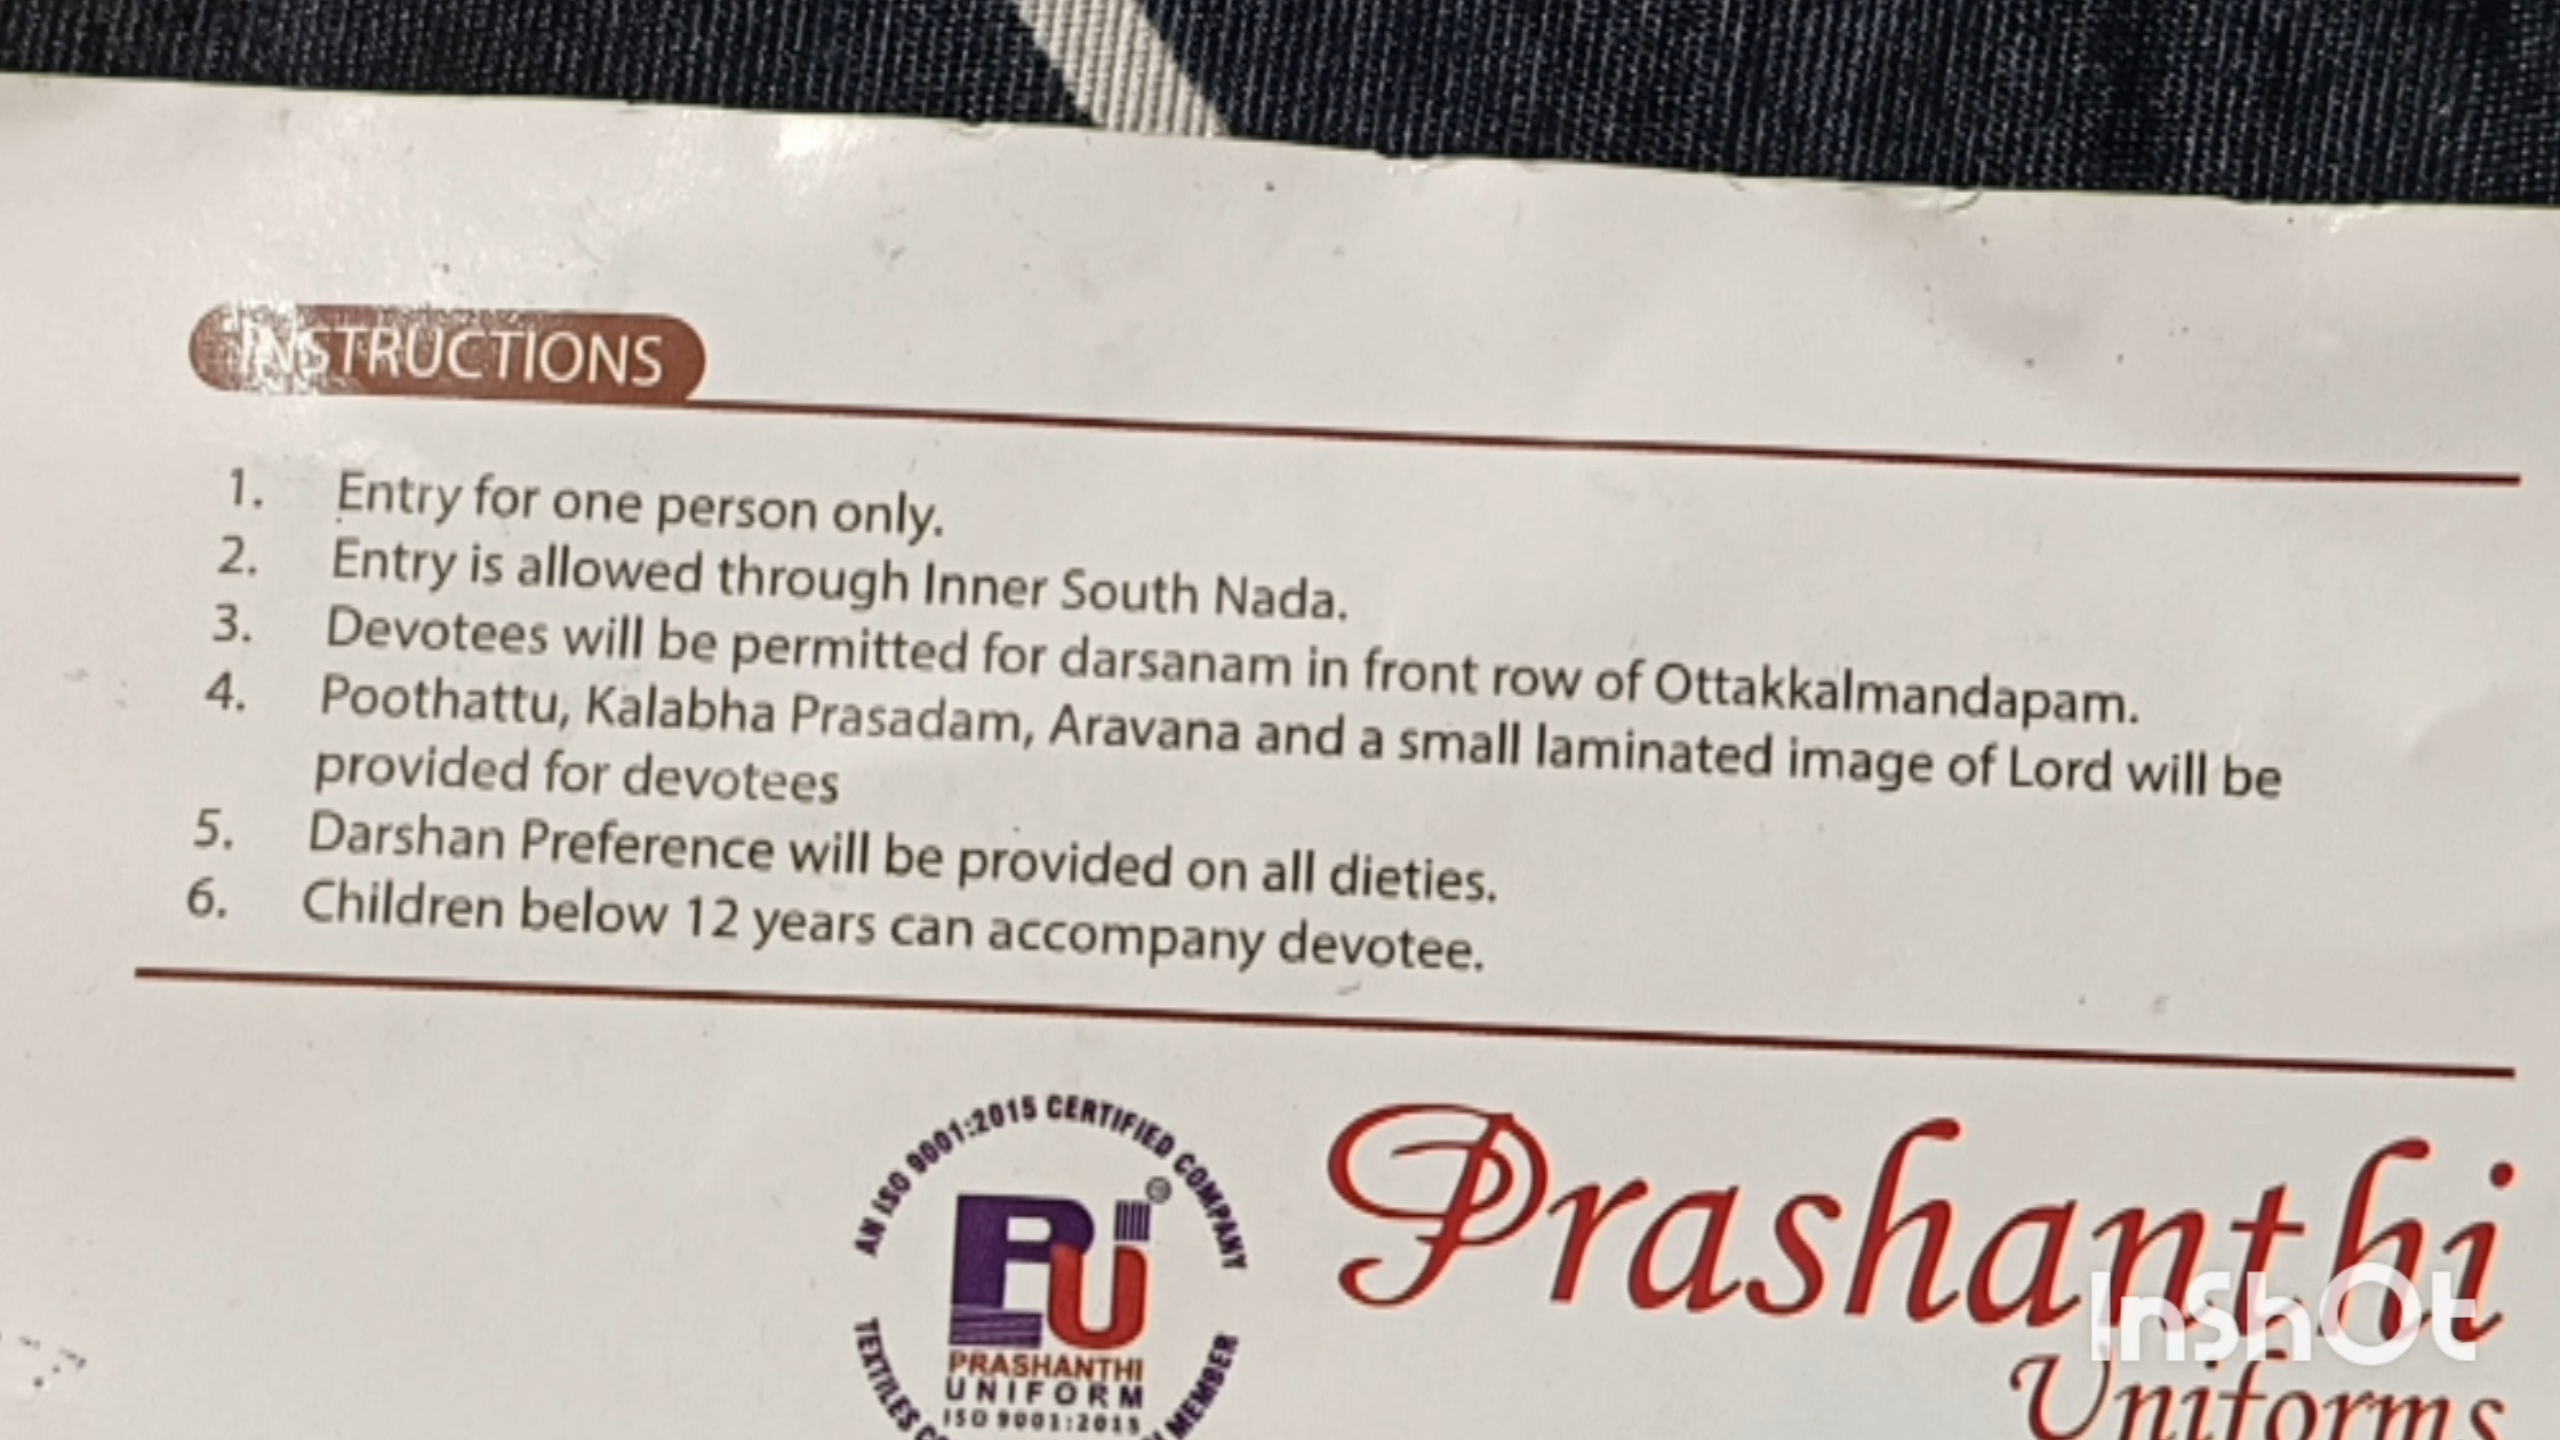 INSTRUCTIONS
1. Entry for one person only.
2. Entry is allowed through Inner South Nada.
3. Devotees will be permitted for darsanam in front row of Ottakkalmandapam.
4. Poothattu, Kalabha Prasadam, Aravana and a small laminated image of Lord will be
provided for devotees
5. Darshan Preference will be provided on all dieties.
6. Children below 12 years can accompany devotee.
AN ISO 9001:2015 CERTIFIED COMPANY
PUi®
PRASHANTHI
UNIFORM
ISO 9001:2015
TEXTILES
MEMBER
Prashanthi
Uniforms
InShOt